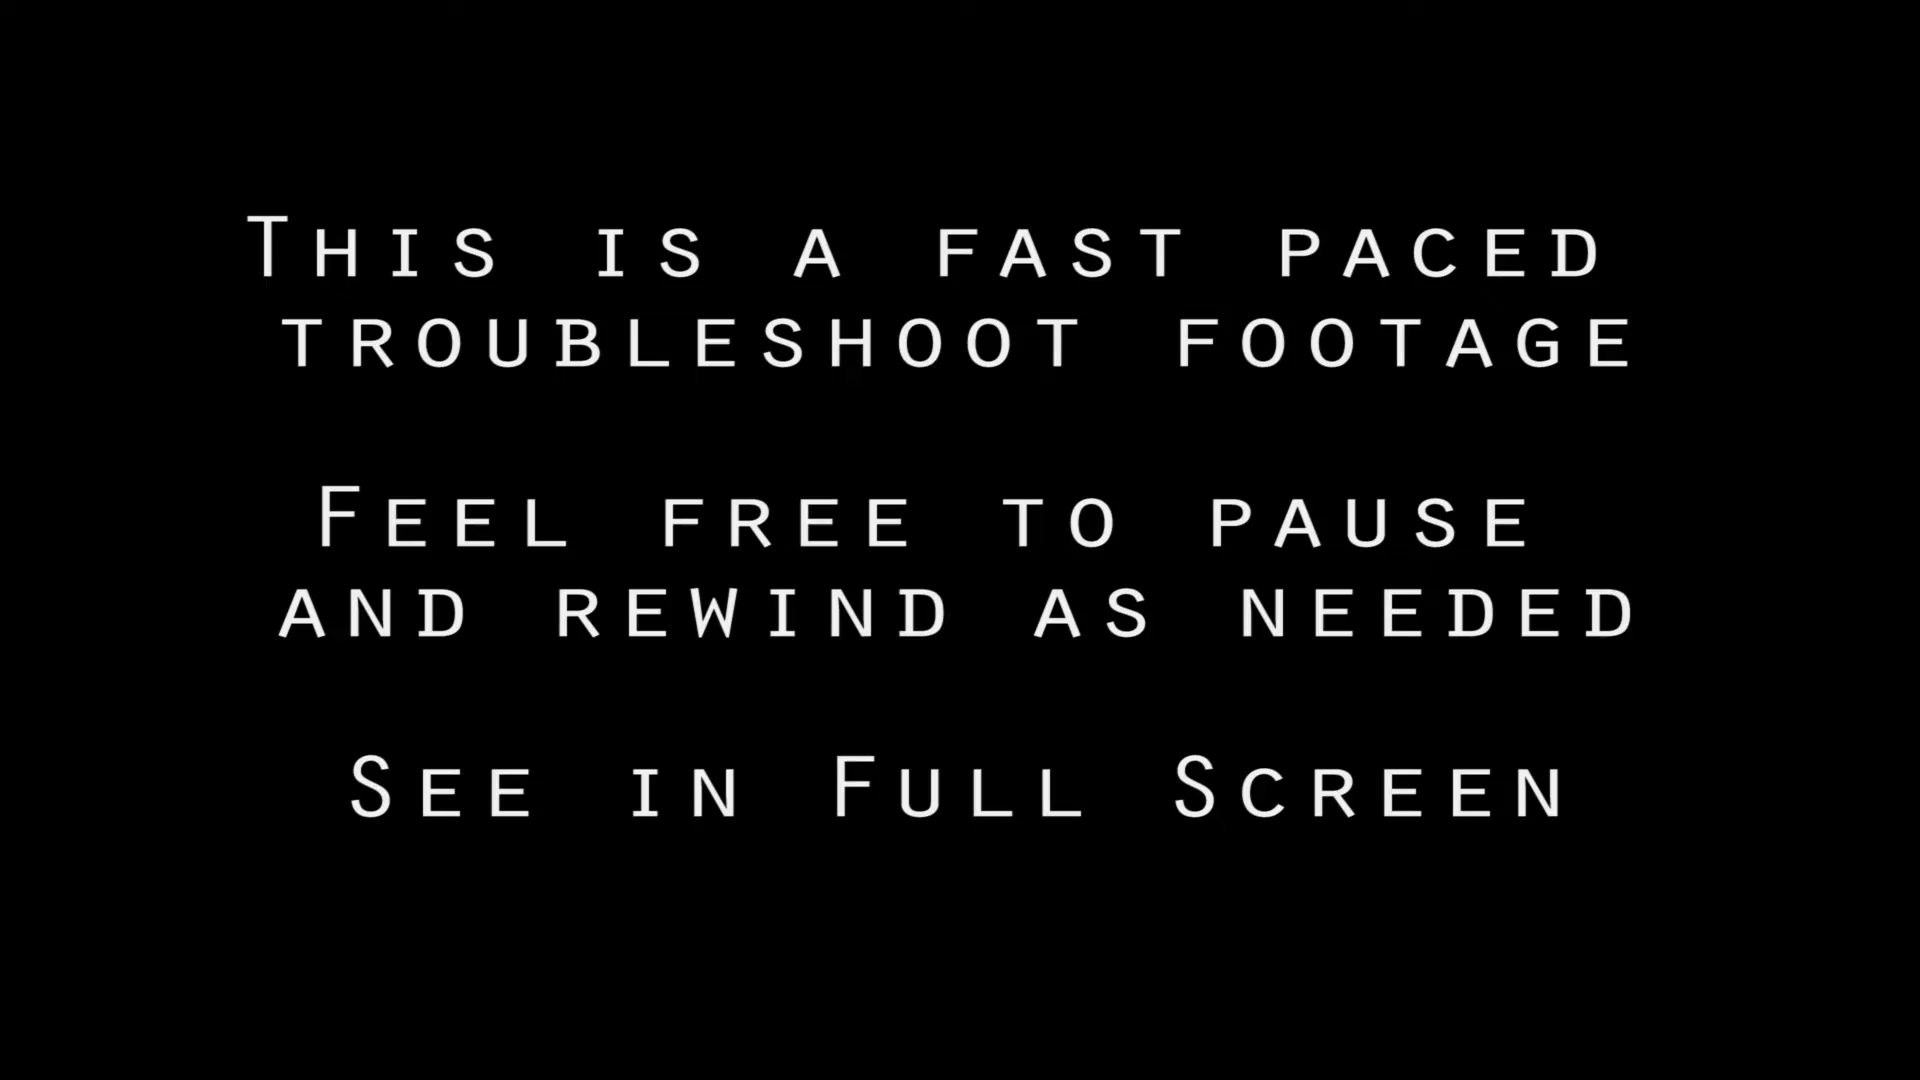 This is a fast paced
troubleshoot footage
Feel free to pause
and rewind as needed
See in Full Screen